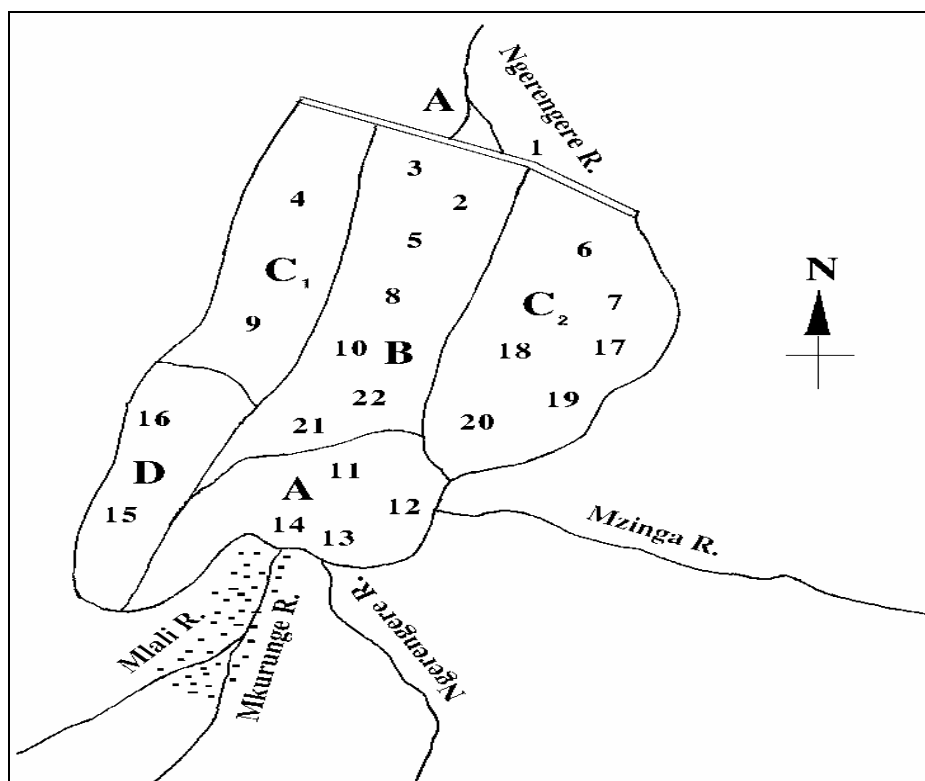 A
Ngerengere R.
1
3
2
4
5
6
C1
8
C2
7
N
9
10
B
18
17
22
19
16
21
20
D
11
A
12
15
14
13
Mzinga R.
Mlali R.
Mkurunge R.
Ngerengere R.